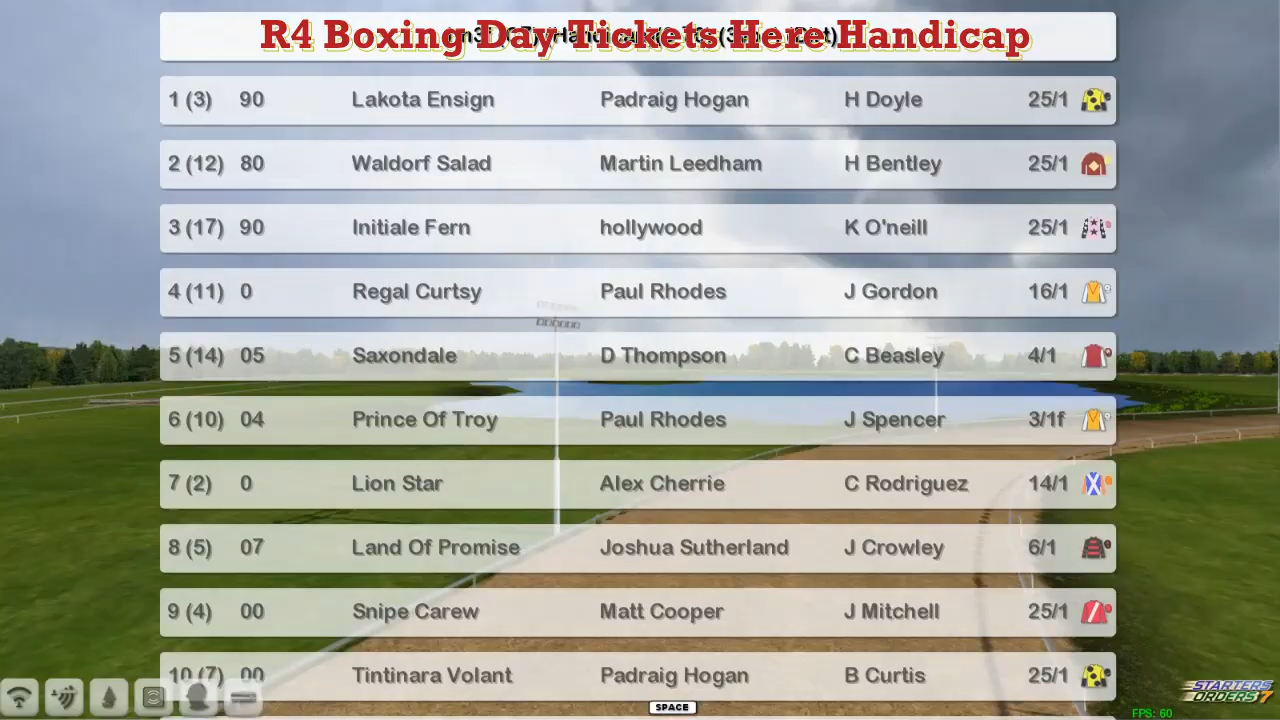 R4 Boxing Day Tickets Here Handicap
1 (3) 90 Lakota Ensign Padraig Hogan H Doyle 25/1
2 (12) 80 Waldorf Salad Martin Leedham H Bentley 25/1
3 (17) 90 Initiale Fern hollywood K O'neill 25/1
4 (11) 0 Regal Curtsy Paul Rhodes J Gordon 16/1
5 (14) 05 Saxondale D Thompson C Beasley 4/1
6 (10) 04 Prince Of Troy Paul Rhodes J Spencer 3/1f
7 (2) 0 Lion Star Alex Cherrie C Rodriguez 14/1
8 (5) 07 Land Of Promise Joshua Sutherland J Crowley 6/1
9 (4) 00 Snipe Carew Matt Cooper J Mitchell 25/1
10 (7) 00 Tintinara Volant Padraig Hogan B Curtis 25/1
SPACE
STARTERS
ORDERS 7
FPS: 60